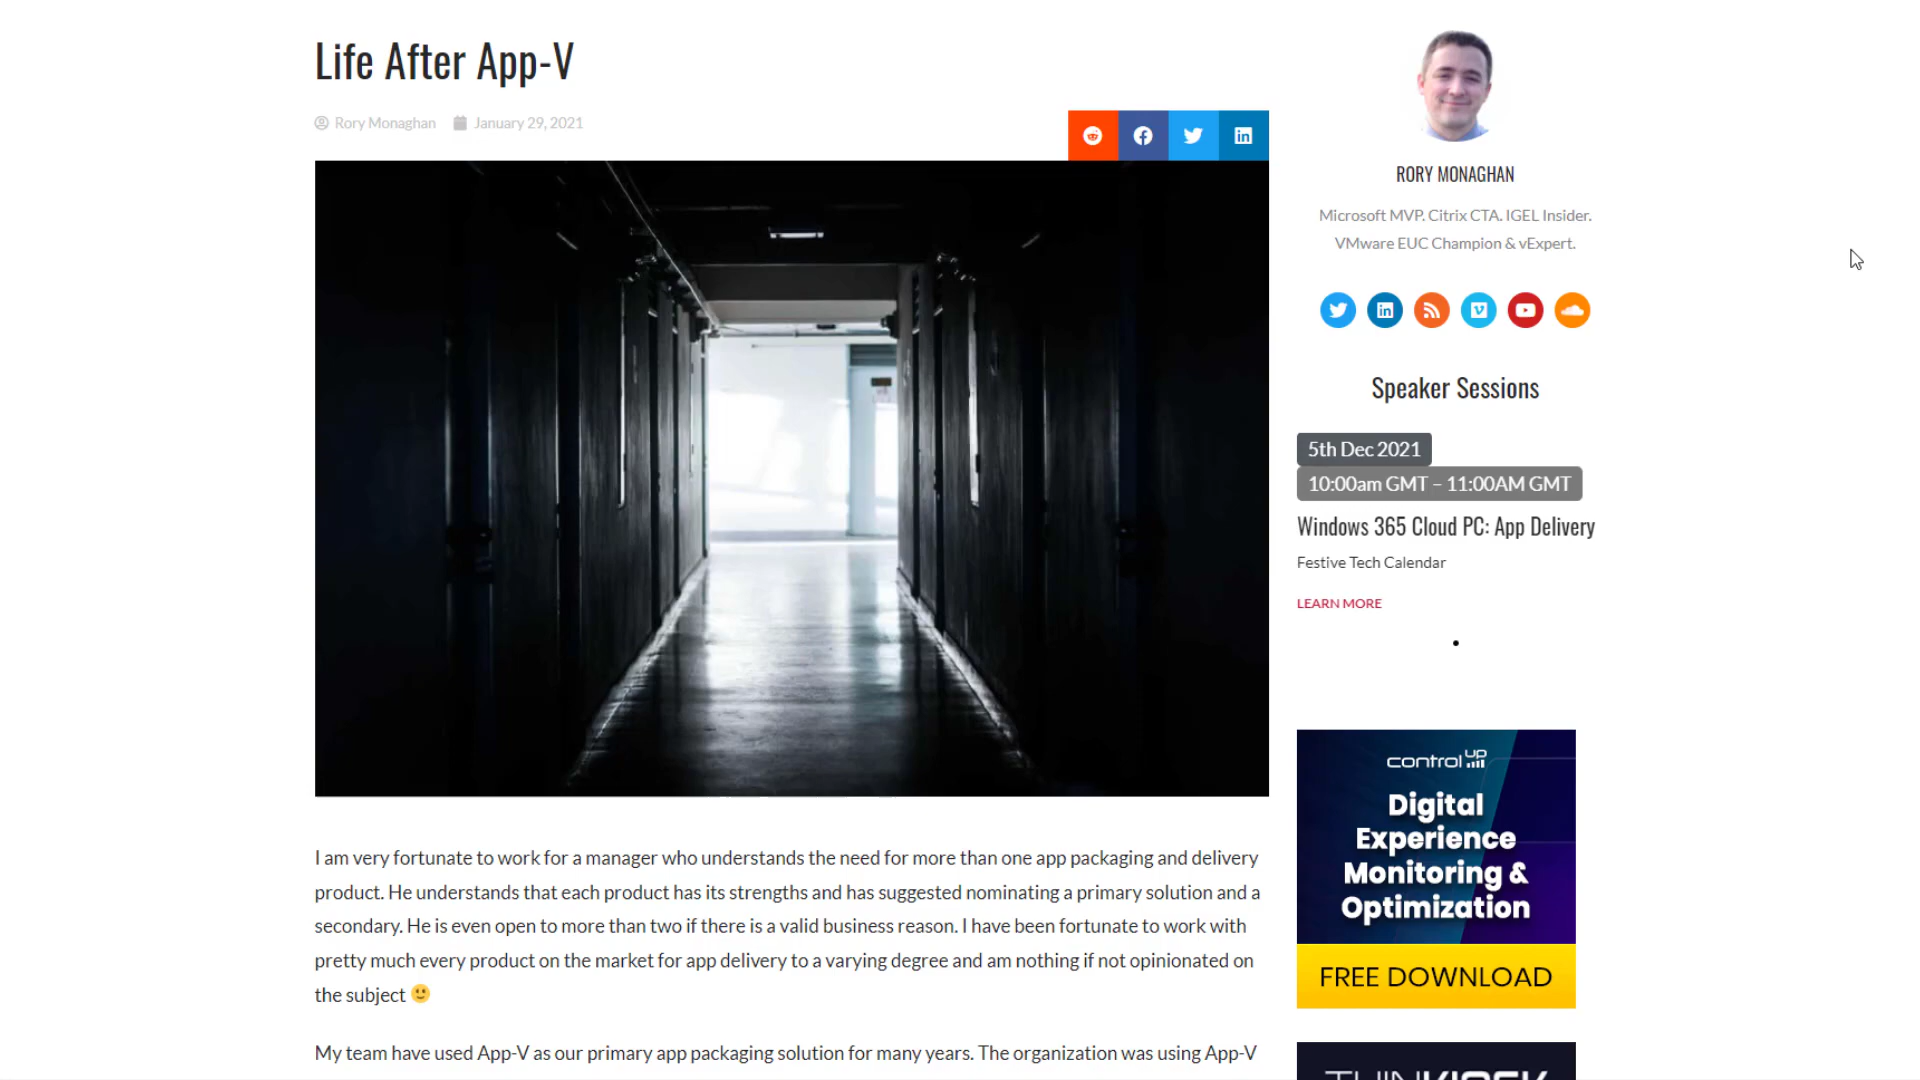 Life After App-V
Rory Monaghan January 29, 2021
RORY MONAGHAN
Microsoft MVP. Citrix CTA. IGEL Insider.
VMware EUC Champion & vExpert.
Speaker Sessions
5th Dec 2021
10:00am GMT – 11:00AM GMT
Windows 365 Cloud PC: App Delivery
Festive Tech Calendar
LEARN MORE
controlup
Digital
Experience
Monitoring &
Optimization
FREE DOWNLOAD
THINKIOSK
I am very fortunate to work for a manager who understands the need for more than one app packaging and delivery
product. He understands that each product has its strengths and has suggested nominating a primary solution and a
secondary. He is even open to more than two if there is a valid business reason. I have been fortunate to work with
pretty much every product on the market for app delivery to a varying degree and am nothing if not opinionated on
the subject 🙂
My team have used App-V as our primary app packaging solution for many years. The organization was using App-V